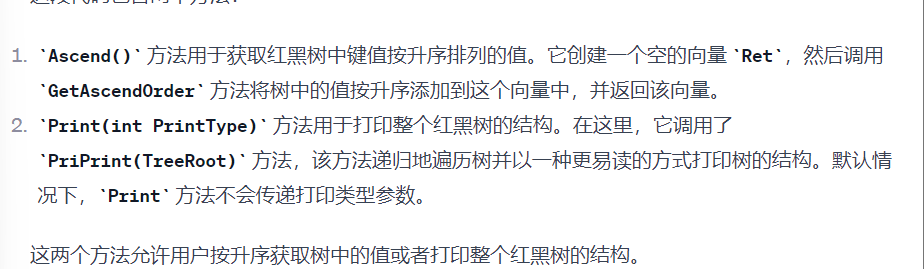 1. `Ascend()` 方法用于获取红黑树中键值按升序排列的值。它创建一个空的向量 `Ret`，然后调用
`GetAscendOrder` 方法将树中的值按升序添加到这个向量中，并返回该向量。
2. `Print(int PrintType)` 方法用于打印整个红黑树的结构。在这里，它调用了
`PriPrint(TreeRoot)` 方法，该方法递归地遍历树并以一种更易读的方式打印树的结构。默认情
况下，`Print` 方法不会传递打印类型参数。
这两个方法允许用户按升序获取树中的值或者打印整个红黑树的结构。